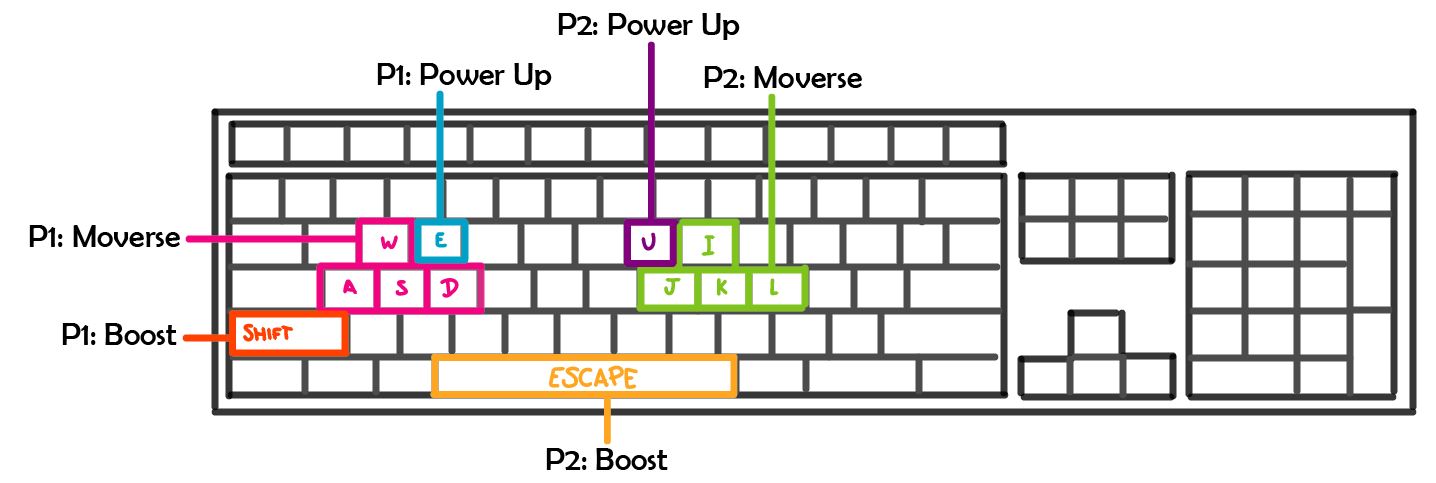 P2: Power Up
P1: Power Up
P2: Moverse
P1: Moverse
W E U I
A S D J K L
P1: Boost
SHIFT
ESCAPE
P2: Boost